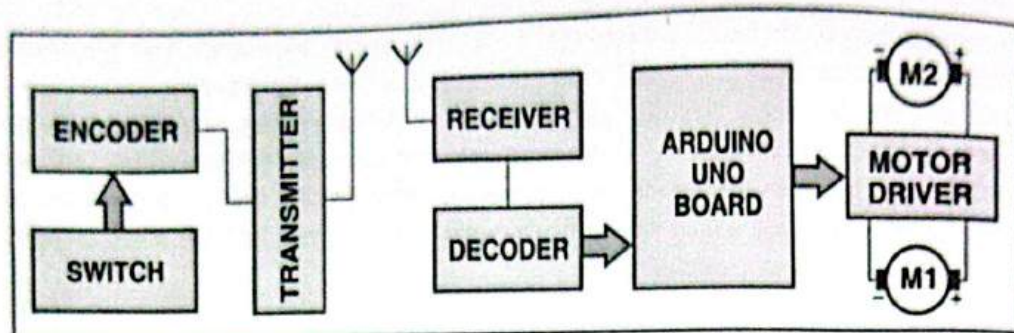 ENCODER
SWITCH
TRANSMITTER
RECEIVER
DECODER
ARDUINO
UNO
BOARD
- M2 +
MOTOR
DRIVER
- M1 +